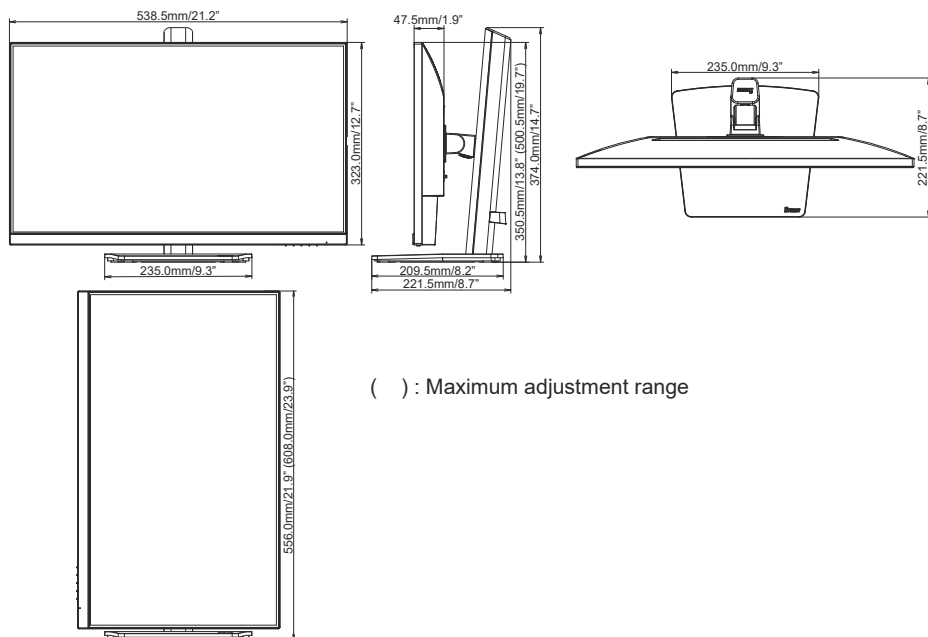 538.5mm/21.2”
47.5mm/1.9”
323.0mm/12.7”
350.5mm/13.8” (500.5mm/19.7”)
374.0mm/14.7”
235.0mm/9.3”
221.5mm/8.7”
235.0mm/9.3”
209.5mm/8.2”
221.5mm/8.7”
556.0mm/21.9” (608.0mm/23.9”)
( ) : Maximum adjustment range